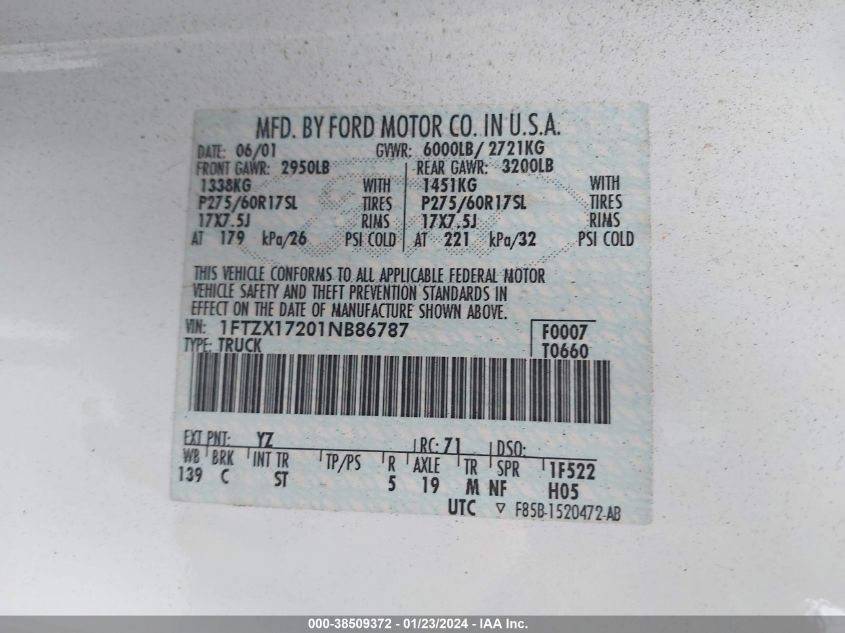 MFD. BY FORD MOTOR CO. IN U.S.A.
DATE: 06/01 GVWR: 6000LB/ 2721KG
FRONT GAWR: 2950LB REAR GAWR: 3200LB
1338KG WITH 1451KG WITH
P275/60R17SL TIRES P275/60R17SL TIRES
17X7.5J RIMS 17X7.5J RIMS
AT 179 kPa/26 PSI COLD AT 221 kPa/32 PSI COLD
THIS VEHICLE CONFORMS TO ALL APPLICABLE FEDERAL MOTOR
VEHICLE SAFETY AND THEFT PREVENTION STANDARDS IN
EFFECT ON THE DATE OF MANUFACTURE SHOWN ABOVE.
VIN: 1FTZX17201NB86787 F0007
TYPE: TRUCK T0660
EXT PNT: YZ RC: 71 DSO:
WB BRK INT TR TP/PS R AXLE TR SPR 1F522
139 C ST 5 19 M NF H05
UTC ▽ F85B-1520472-AB
000-38509372 - 01/23/2024 - IAA Inc.